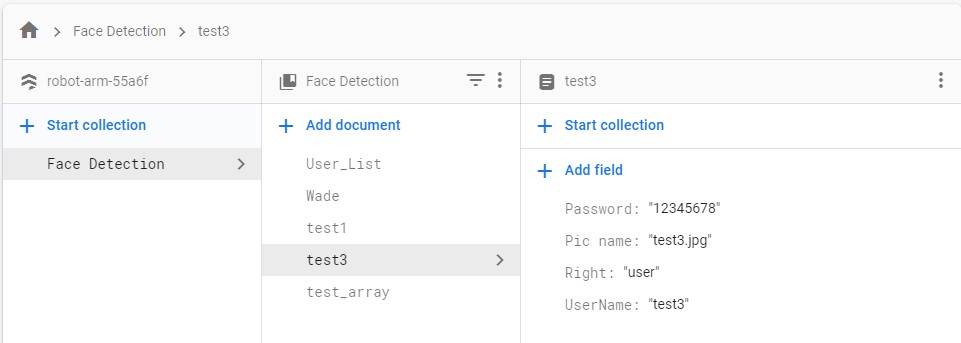 Face Detection > test3
robot-arm-55a6f
Start collection
Face Detection
Face Detection
Add document
User_List
Wade
test1
test3
test_array
test3
Start collection
Add field
Password: "12345678"
Pic name: "test3.jpg"
Right: "user"
UserName: "test3"